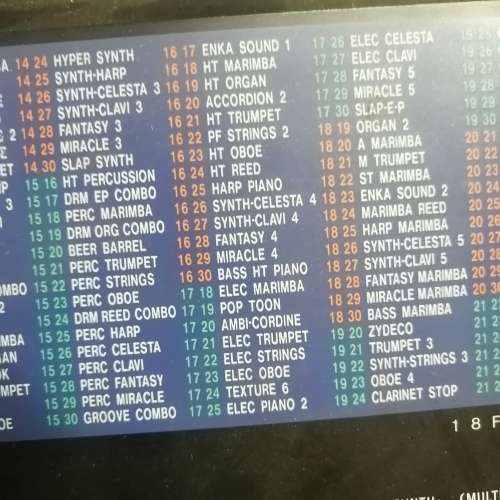 14 24 HYPER SYNTH
14 25 SYNTH-HARP
14 26 SYNTH-CELESTA 3
14 27 SYNTH-CLAVI 3
14 28 FANTASY 3
14 29 MIRACLE 3
14 30 SLAP SYNTH
15 16 HT PERCUSSION
15 17 DRM EP COMBO
15 18 PERC MARIMBA
15 19 DRM ORG COMBO
15 20 BEER BARREL
15 21 PERC TRUMPET
15 22 PERC STRINGS
15 23 PERC OBOE
15 24 DRM REED COMBO
15 25 PERC HARP
15 26 PERC CELESTA
15 27 PERC CLAVI
15 28 PERC FANTASY
15 29 PERC MIRACLE
15 30 GROOVE COMBO
16 17 ENKA SOUND 1
16 18 HT MARIMBA
16 19 HT ORGAN
16 20 ACCORDION 2
16 21 HT TRUMPET
16 22 PF STRINGS 2
16 23 HT OBOE
16 24 HT REED
16 25 HARP PIANO
16 26 SYNTH-CELESTA 4
16 27 SYNTH-CLAVI 4
16 28 FANTASY 4
16 29 MIRACLE 4
16 30 BASS HT PIANO
17 18 ELEC MARIMBA
17 19 POP TOON
17 20 AMBI-CORDINE
17 21 ELEC TRUMPET
17 22 ELEC STRINGS
17 23 ELEC OBOE
17 24 TEXTURE 6
17 25 ELEC PIANO 2
17 26 ELEC CELESTA
17 27 ELEC CLAVI
17 28 FANTASY 5
17 29 MIRACLE 5
17 30 SLAP-E-P
18 19 ORGAN 2
18 20 A MARIMBA
18 21 M TRUMPET
18 22 ST MARIMBA
18 23 ENKA SOUND 2
18 24 MARIMBA REED
18 25 HARP MARIMBA
18 26 SYNTH-CELESTA 5
18 27 SYNTH-CLAVI 5
18 28 FANTASY MARIMBA
18 29 MIRACLE MARIMBA
18 30 BASS MARIMBA
19 20 ZYDECO
19 21 TRUMPET 3
19 22 SYNTH-STRINGS 3
19 23 OBOE 4
19 24 CLARINET STOP
1 8 F